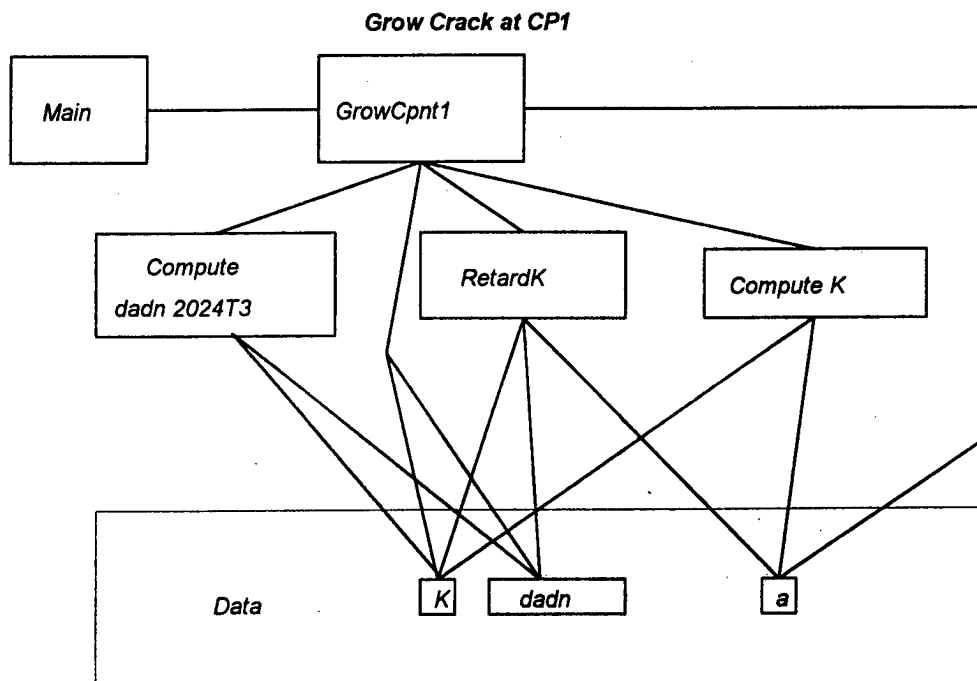 Grow Crack at CP1
Main
GrowCpnt1
Compute
dadn 2024T3
RetardK
Compute K
Data
K
dadn
a